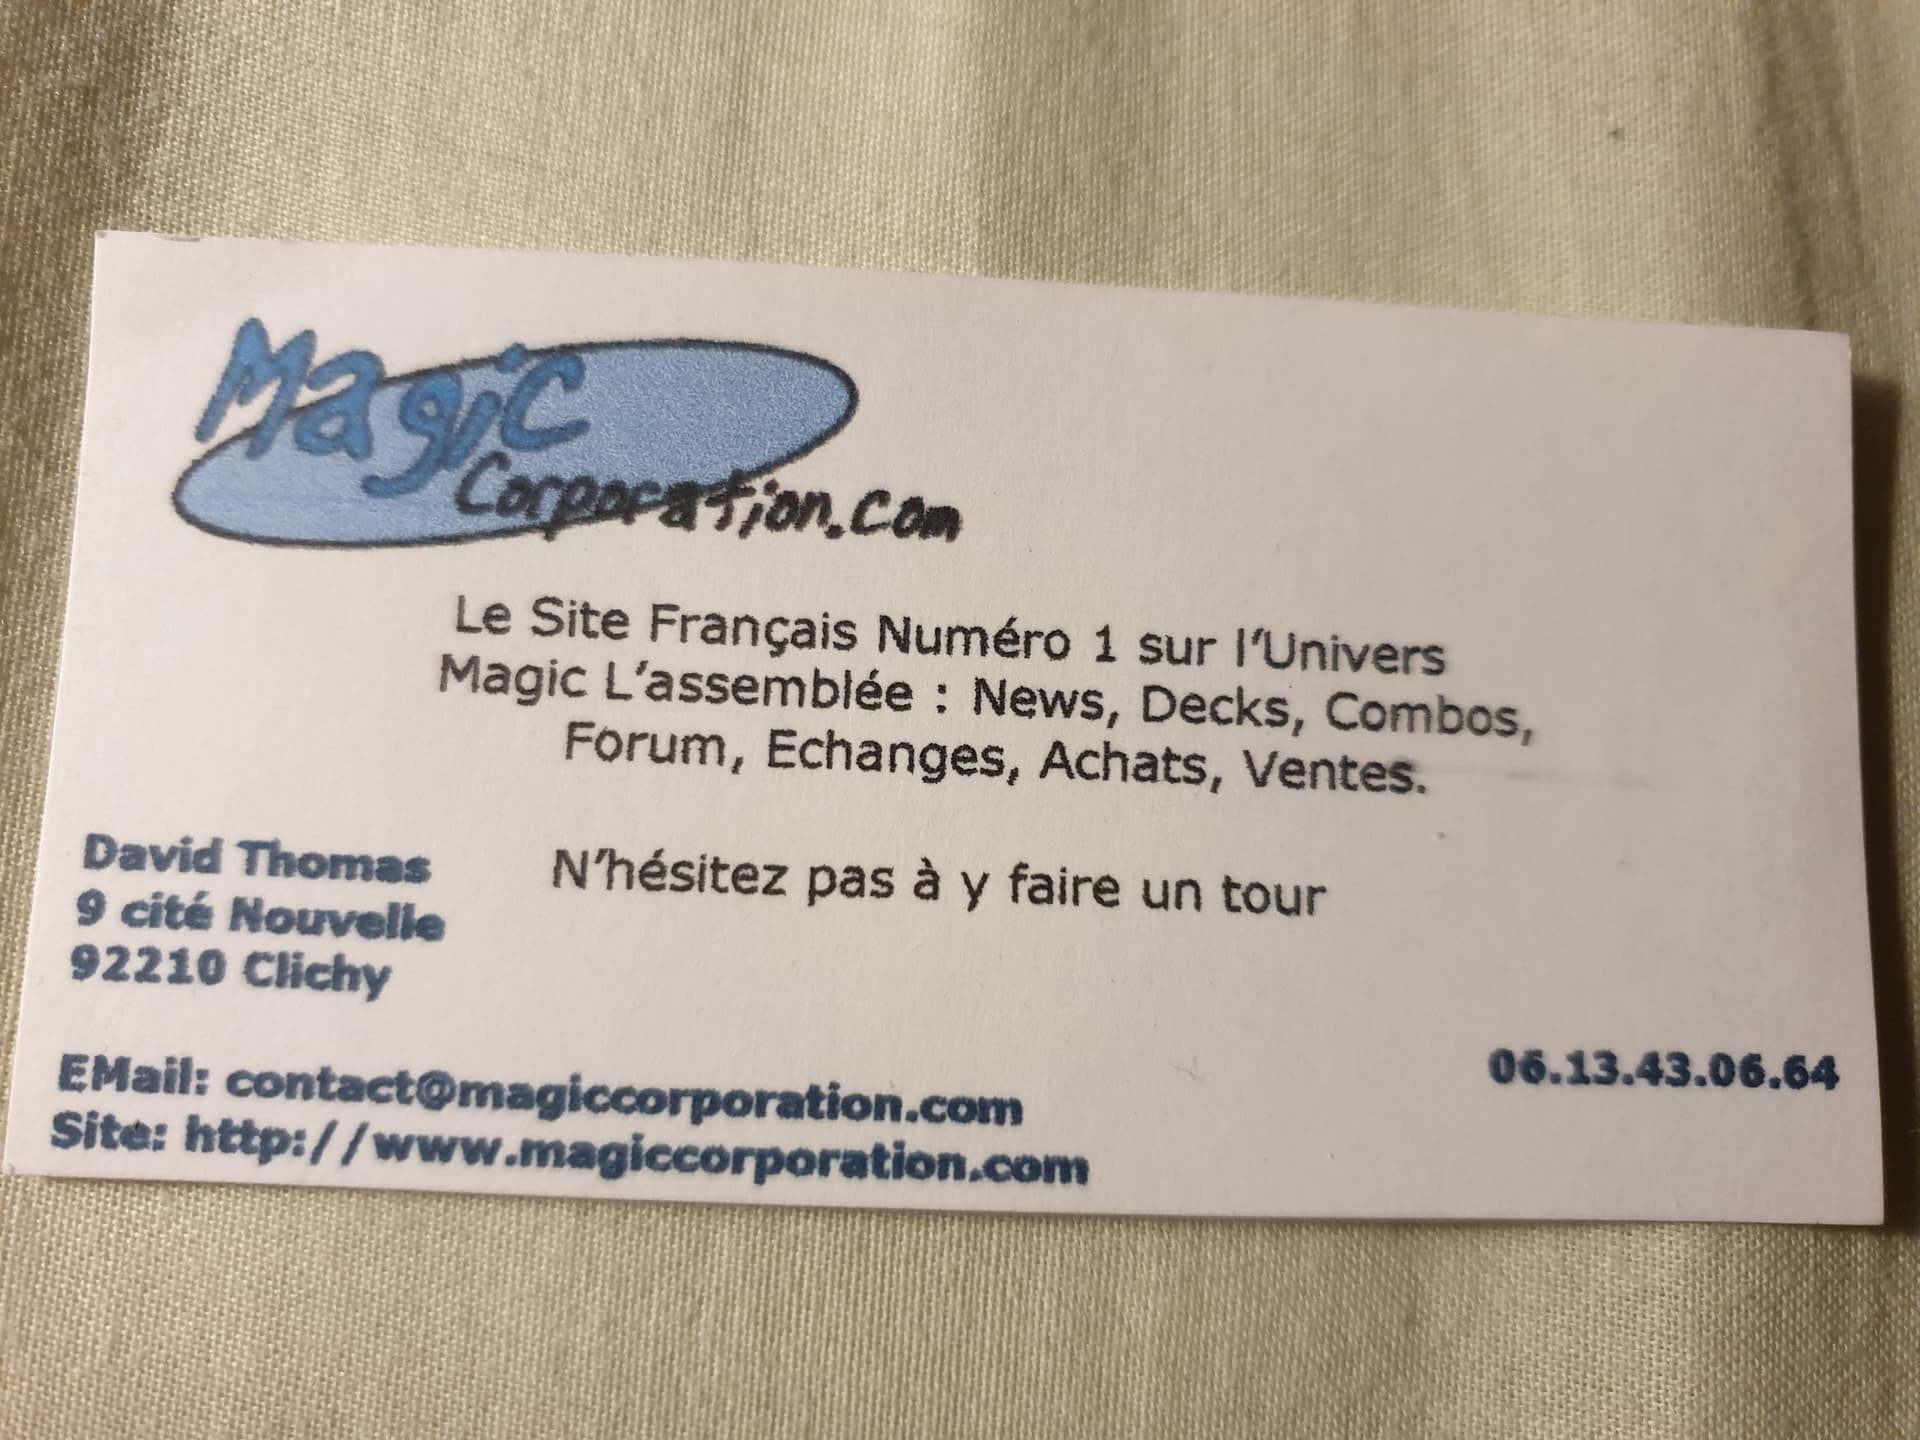 Magic
Corporation.com
Le Site Français Numéro 1 sur l'Univers
Magic L'assemblée : News, Decks, Combos,
Forum, Echanges, Achats, Ventes.
N'hésitez pas à y faire un tour
David Thomas
9 cité Nouvelle
92210 Clichy
06.13.43.06.64
EMail: contact@magiccorporation.com
Site: http://www.magiccorporation.com